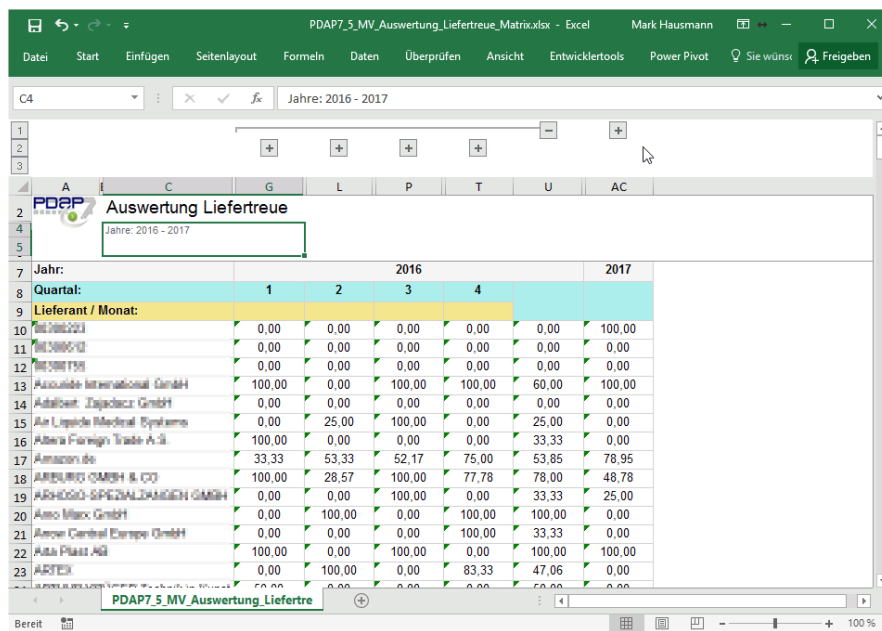 PDAP7_5_MV_Auswertung_Liefertreue_Matrix.xlsx - Excel Mark Hausmann
Datei Start Einfügen Seitenlayout Formeln Daten Überprüfen Ansicht Entwicklertools Power Pivot Sie wünsc Freigeben
C4 fx Jahre: 2016 - 2017
1
2
3
A C G L P T U AC
2 PDAP7 Auswertung Liefertreue
4 Jahre: 2016 - 2017
5
7 Jahr: 2016 2017
8 Quartal: 1 2 3 4
9 Lieferant / Monat:
10 0,00 0,00 0,00 0,00 0,00 100,00
11 0,00 0,00 0,00 0,00 0,00 0,00
12 0,00 0,00 0,00 0,00 0,00 0,00
13 100,00 0,00 100,00 100,00 60,00 100,00
14 0,00 0,00 0,00 0,00 0,00 0,00
15 0,00 25,00 100,00 0,00 25,00 0,00
16 100,00 0,00 0,00 0,00 33,33 0,00
17 Amazon.de 33,33 53,33 52,17 75,00 53,85 78,95
18 100,00 28,57 100,00 77,78 78,00 48,78
19 0,00 0,00 100,00 0,00 33,33 25,00
20 0,00 100,00 0,00 100,00 100,00 0,00
21 0,00 0,00 0,00 100,00 33,33 0,00
22 100,00 0,00 100,00 0,00 100,00 100,00
23 ARTEX 0,00 100,00 0,00 83,33 47,06 0,00
PDAP7_5_MV_Auswertung_Liefertre
Bereit 100 %